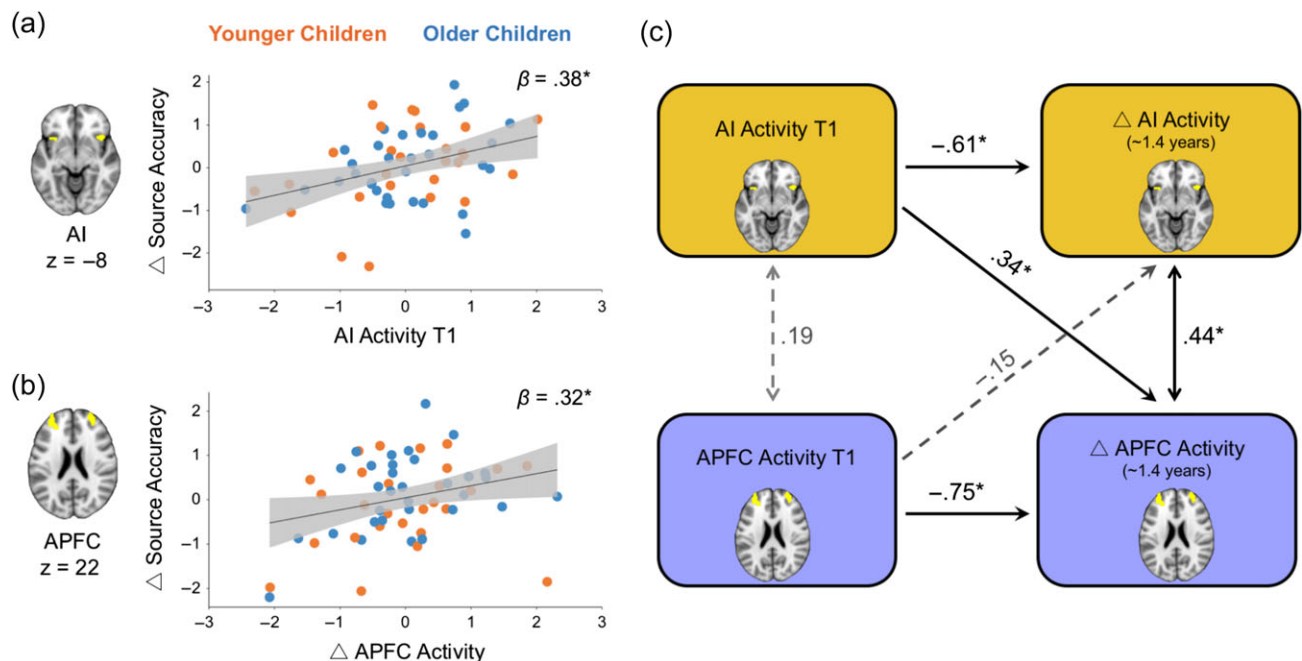 (a)
Younger Children Older Children
β = .38*
AI
z = −8
△ Source Accuracy
2
1
0
−1
−2
−3 −2 −1 0 1 2 3
AI Activity T1
(b)
β = .32*
APFC
z = 22
△ Source Accuracy
2
1
0
−1
−2
−3 −2 −1 0 1 2 3
△ APFC Activity
(c)
AI Activity T1
−.61*
△ AI Activity
(~1.4 years)
.34*
.19
−.15
.44*
APFC Activity T1
−.75*
△ APFC Activity
(~1.4 years)